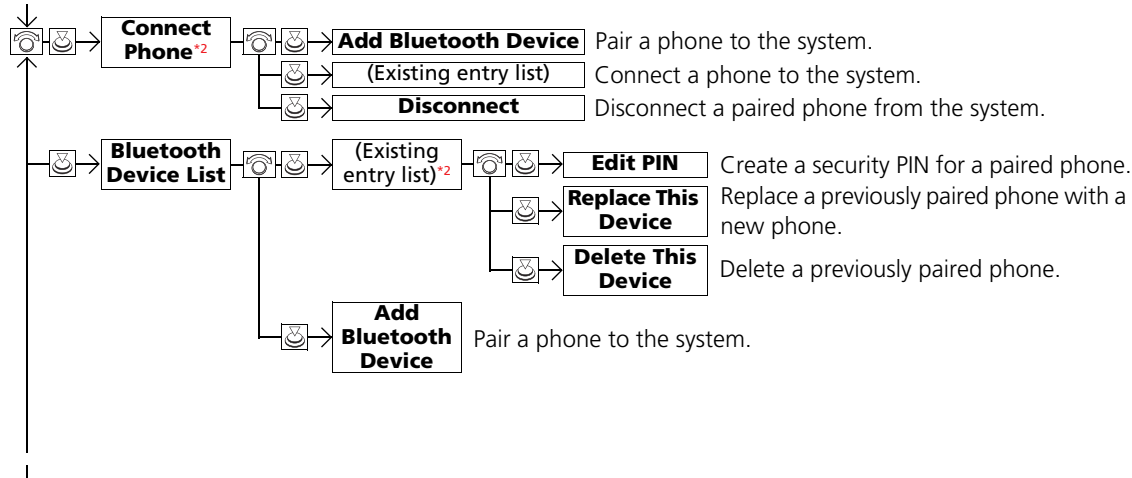 Connect
Phone*2
Add Bluetooth Device Pair a phone to the system.
(Existing entry list) Connect a phone to the system.
Disconnect Disconnect a paired phone from the system.
Bluetooth
Device List
(Existing
entry list)*2
Edit PIN Create a security PIN for a paired phone.
Replace This
Device
Replace a previously paired phone with a
new phone.
Delete This
Device
Delete a previously paired phone.
Add
Bluetooth
Device
Pair a phone to the system.